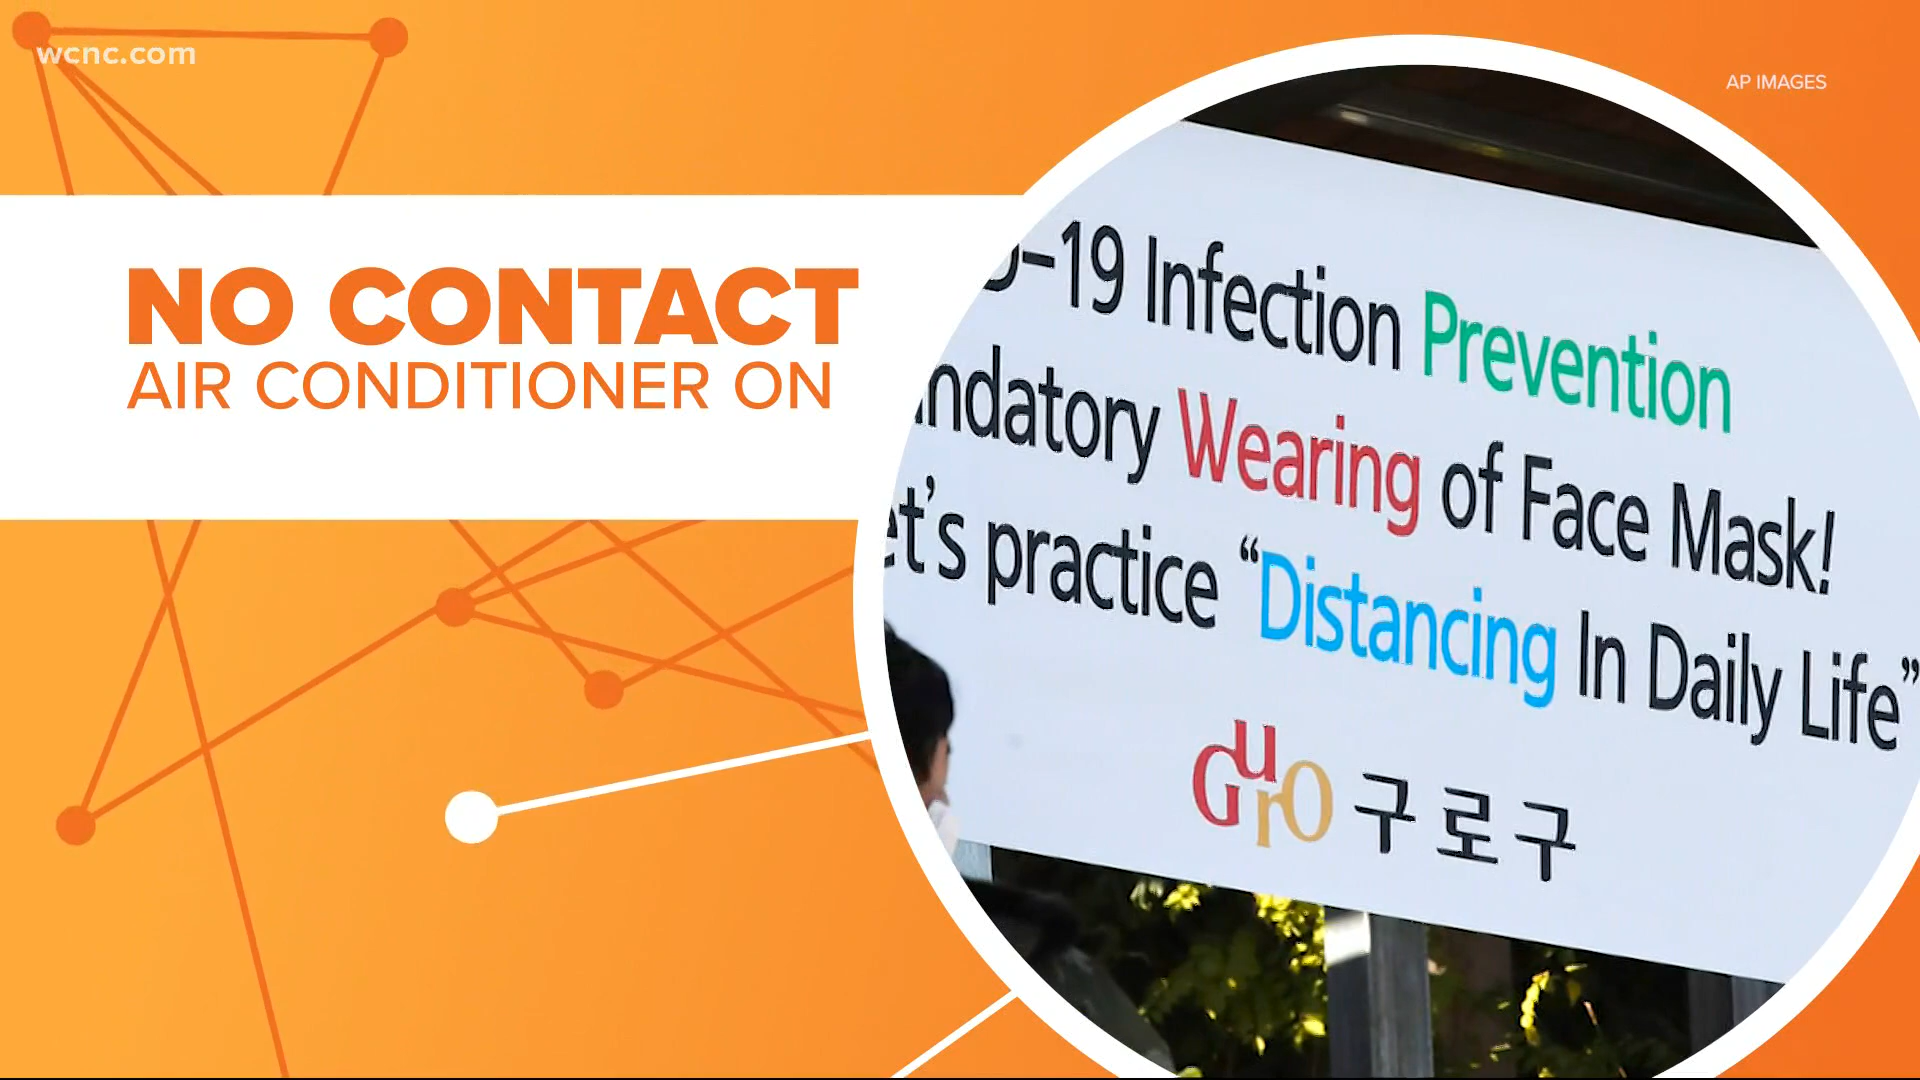 wcnc.com
AP IMAGES
NO CONTACT
AIR CONDITIONER ON
-19 Infection Prevention
Wearing of Face Mask!
practice “Distancing In Daily Life”
GurO 구로구